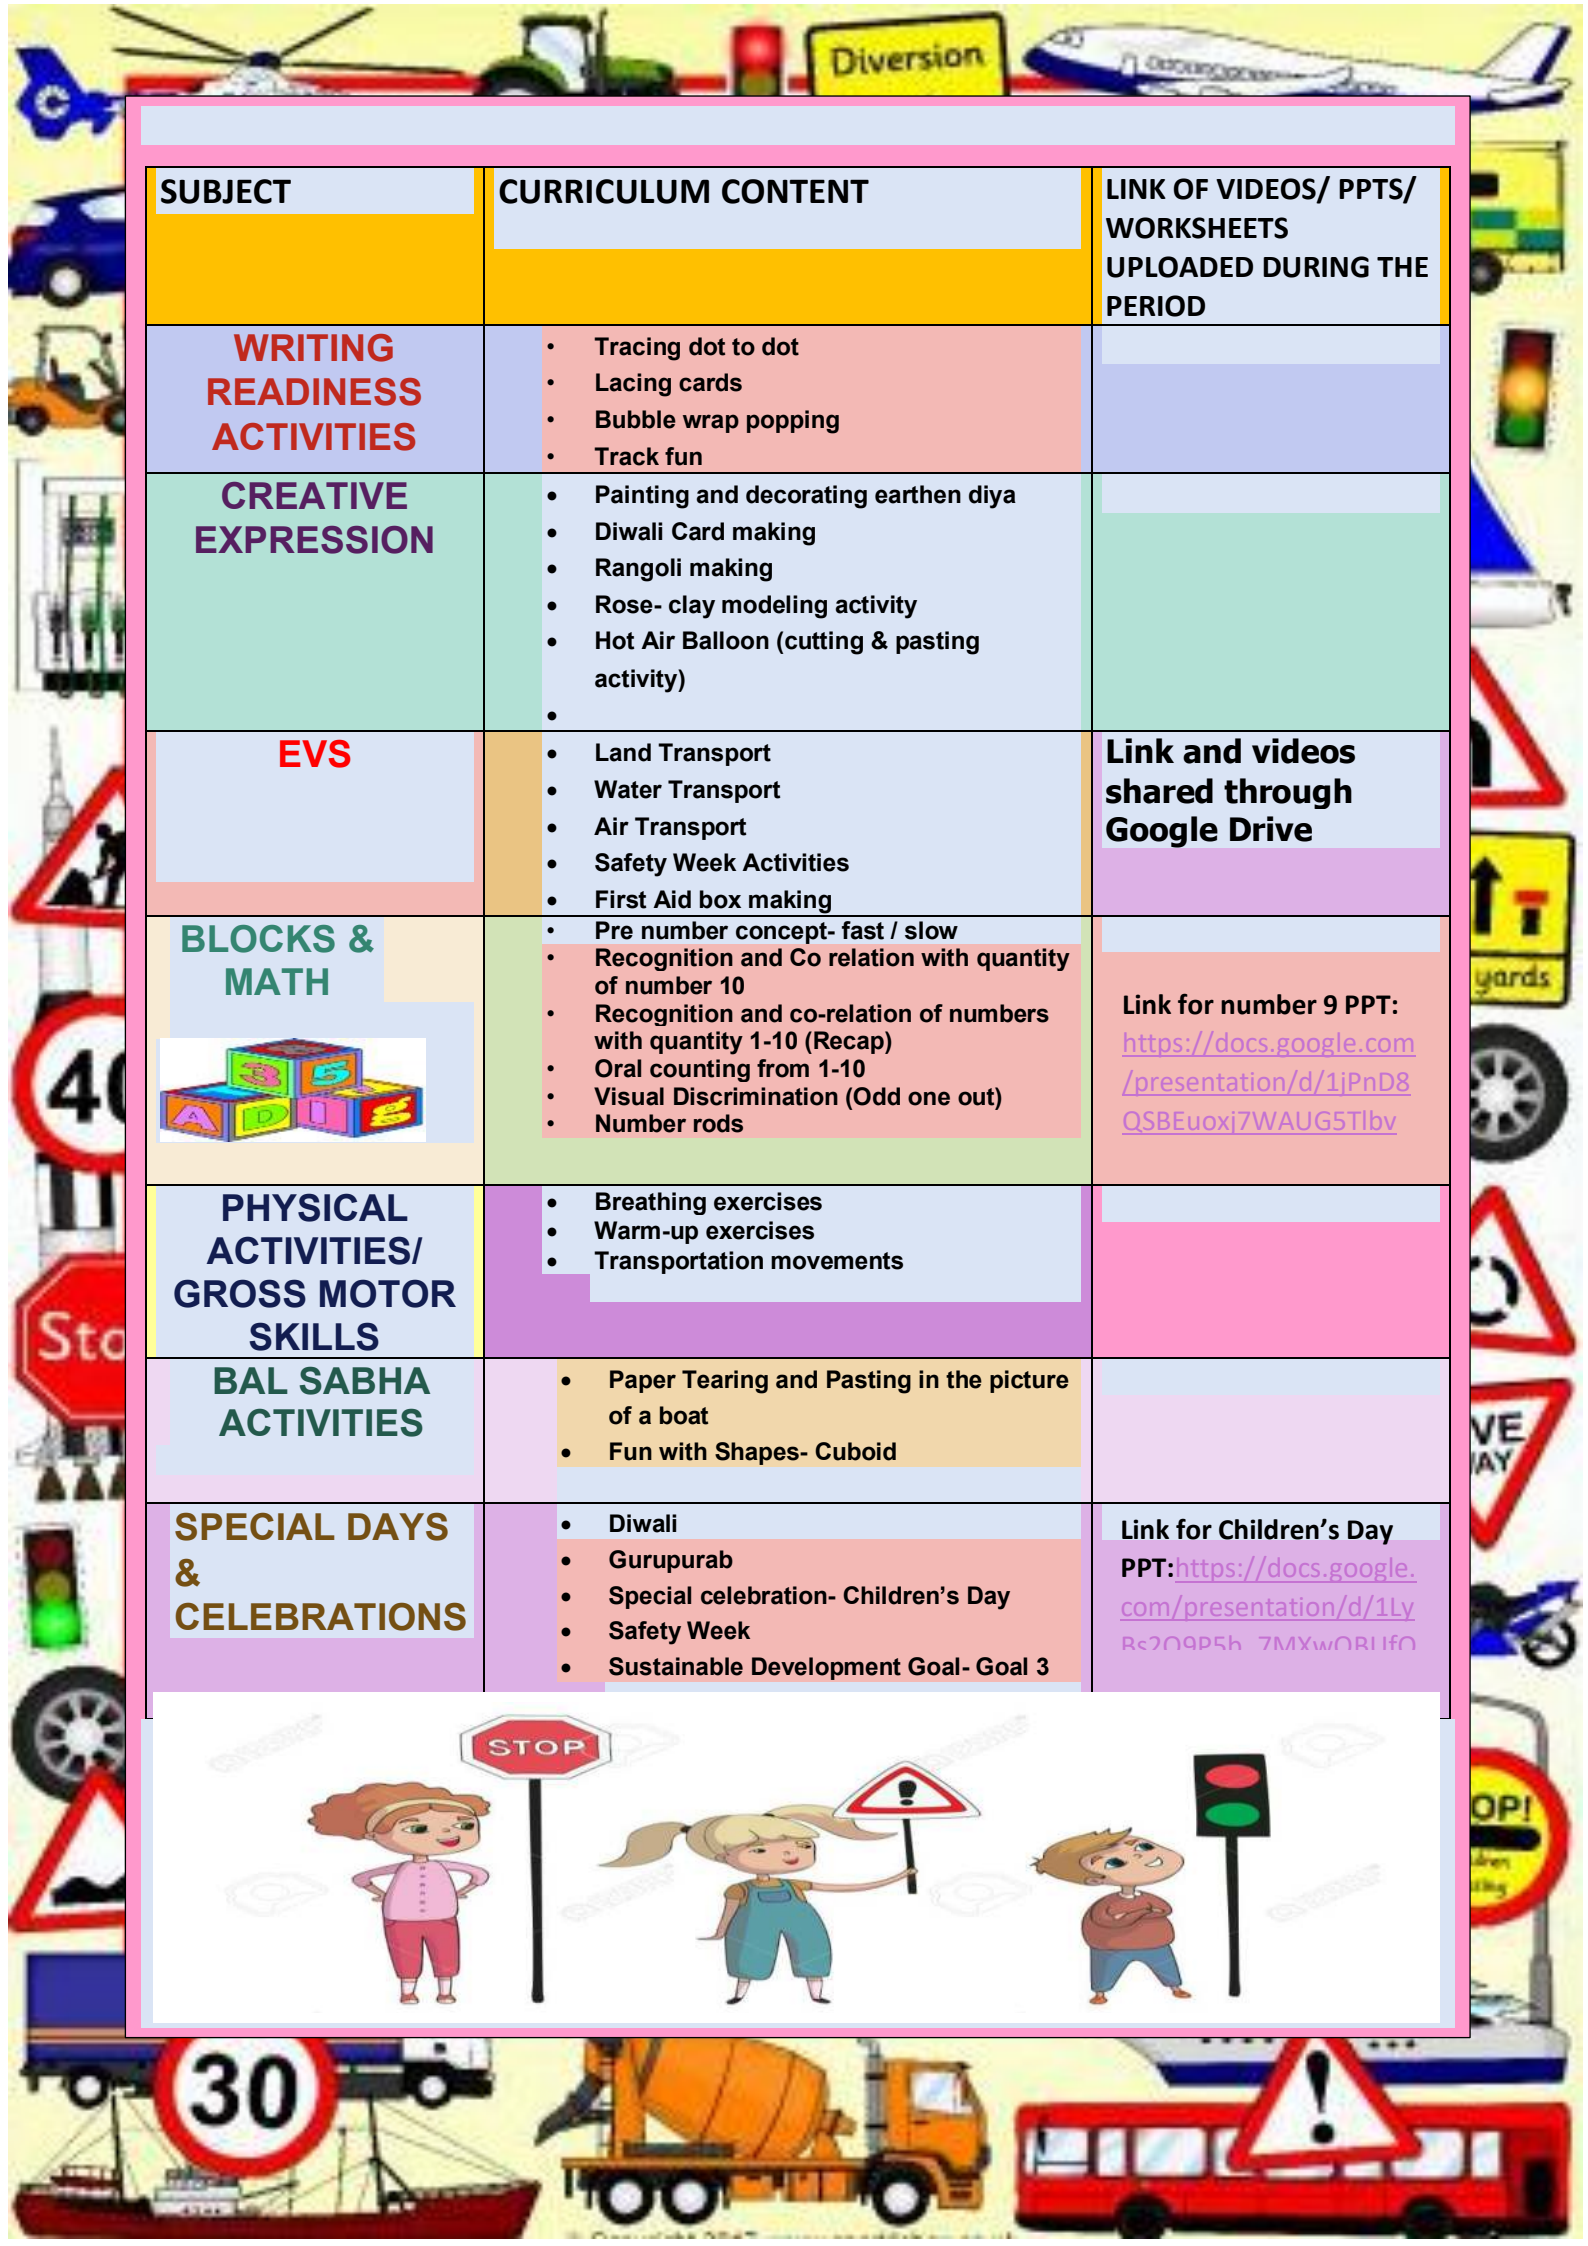 Diversion
SUBJECT
CURRICULUM CONTENT
LINK OF VIDEOS/ PPTS/
WORKSHEETS
UPLOADED DURING THE
PERIOD
WRITING
READINESS
ACTIVITIES
• Tracing dot to dot
• Lacing cards
• Bubble wrap popping
• Track fun
CREATIVE
EXPRESSION
• Painting and decorating earthen diya
• Diwali Card making
• Rangoli making
• Rose- clay modeling activity
• Hot Air Balloon (cutting & pasting
activity)
•
EVS
• Land Transport
• Water Transport
• Air Transport
• Safety Week Activities
• First Aid box making
Link and videos
shared through
Google Drive
BLOCKS &
MATH
3 5
A D I g
• Pre number concept- fast / slow
• Recognition and Co relation with quantity
of number 10
• Recognition and co-relation of numbers
with quantity 1-10 (Recap)
• Oral counting from 1-10
• Visual Discrimination (Odd one out)
• Number rods
Link for number 9 PPT:
https://docs.google.com
/presentation/d/1jPnD8
QSBEuoxj7WAUG5Tlbv
PHYSICAL
ACTIVITIES/
GROSS MOTOR
SKILLS
• Breathing exercises
• Warm-up exercises
• Transportation movements
BAL SABHA
ACTIVITIES
• Paper Tearing and Pasting in the picture
of a boat
• Fun with Shapes- Cuboid
SPECIAL DAYS
&
CELEBRATIONS
• Diwali
• Gurupurab
• Special celebration- Children’s Day
• Safety Week
• Sustainable Development Goal- Goal 3
Link for Children’s Day
PPT:https://docs.google.
com/presentation/d/1Ly
STOP
40
Sto
yards
VE
WAY
OP!
30